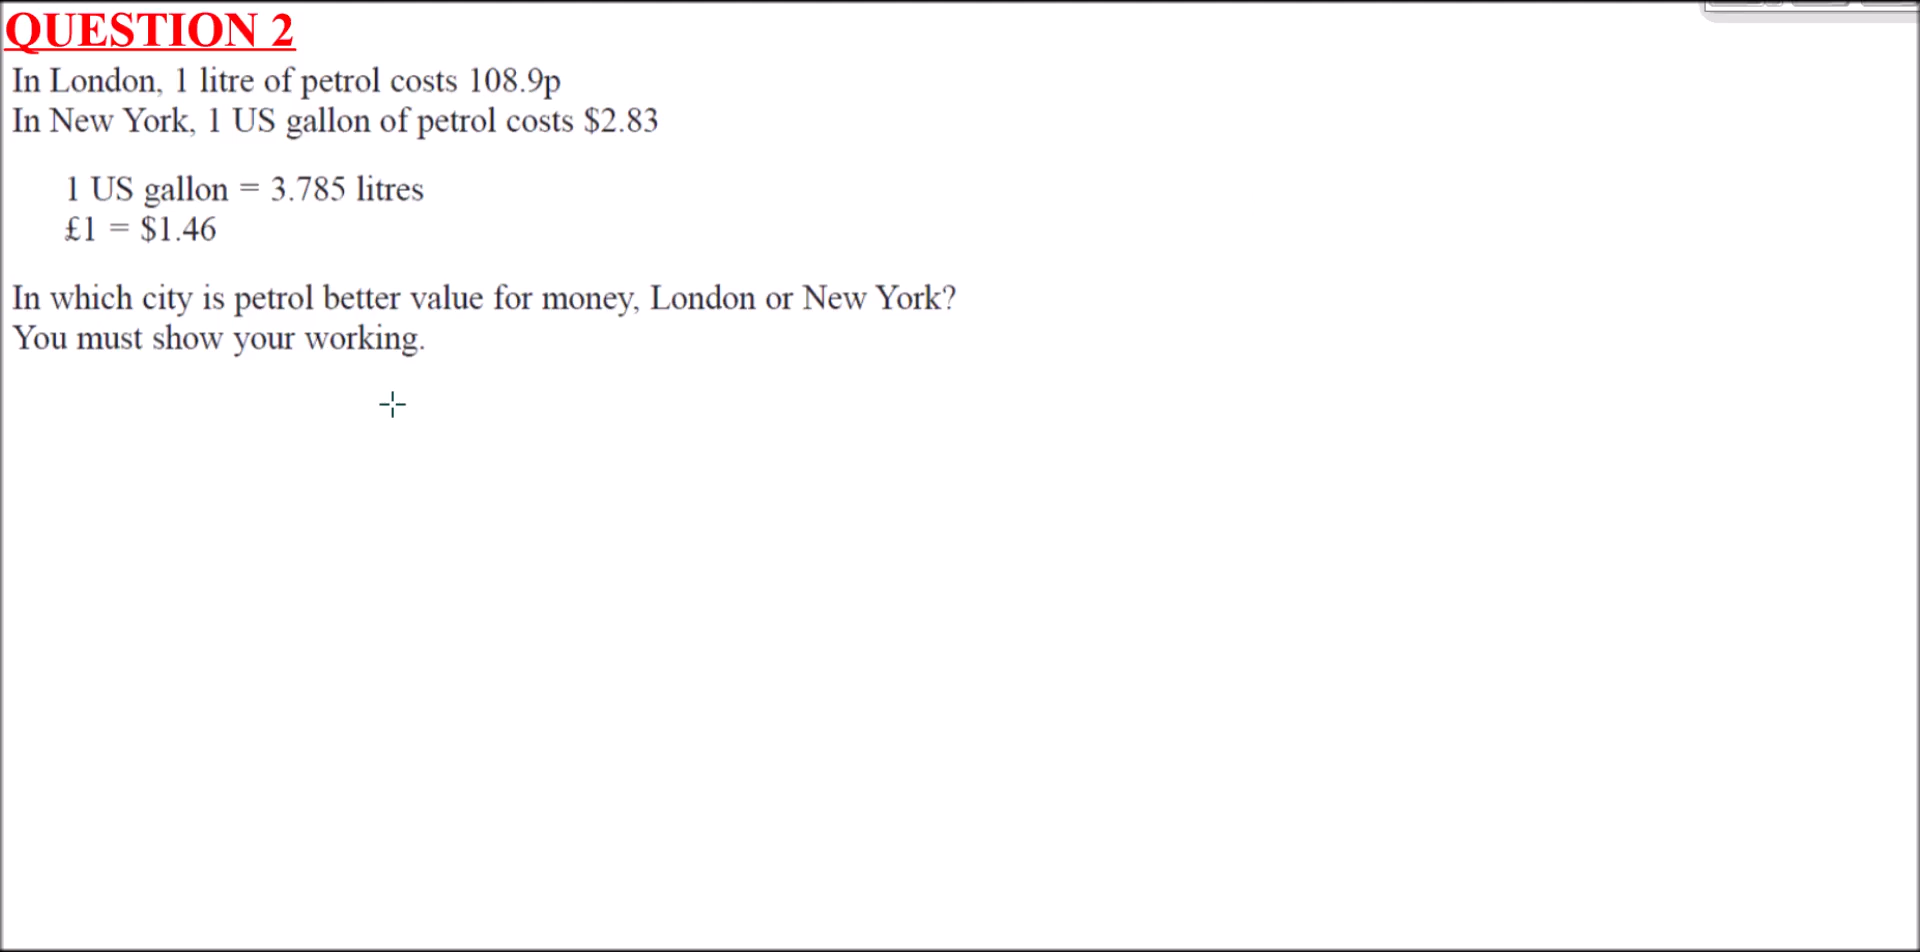 QUESTION 2
In London, 1 litre of petrol costs 108.9p
In New York, 1 US gallon of petrol costs $2.83
1 US gallon = 3.785 litres
£1 = $1.46
In which city is petrol better value for money, London or New York?
You must show your working.